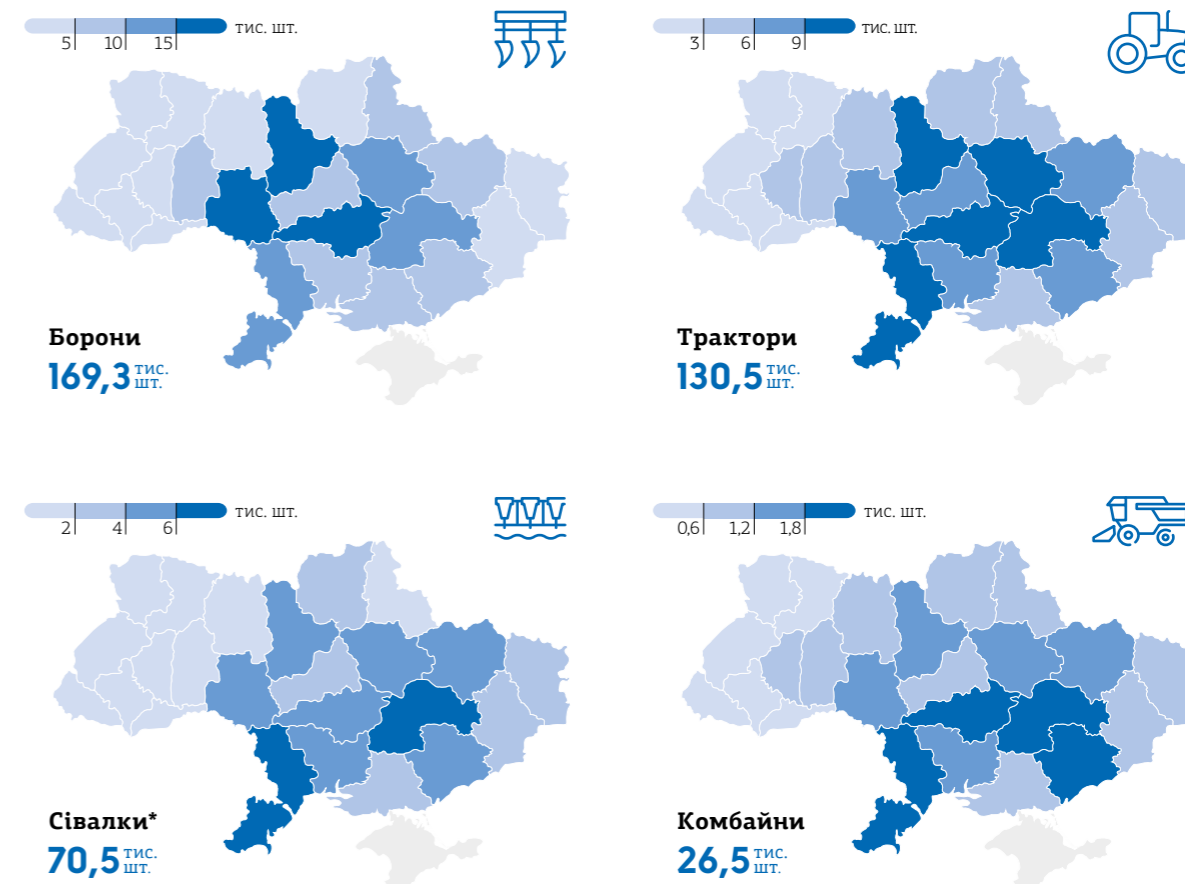 5 10 15 тис. шт.
Борони
169,3 тис. шт.
3 6 9 тис. шт.
Трактори
130,5 тис. шт.
2 4 6 тис. шт.
Сівалки*
70,5 тис. шт.
0,6 1,2 1,8 тис. шт.
Комбайни
26,5 тис. шт.